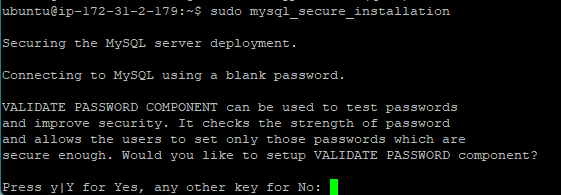 ubuntu@ip-172-31-2-179:~$ sudo mysql_secure_installation
Securing the MySQL server deployment.
Connecting to MySQL using a blank password.
VALIDATE PASSWORD COMPONENT can be used to test passwords
and improve security. It checks the strength of password
and allows the users to set only those passwords which are
secure enough. Would you like to setup VALIDATE PASSWORD component?
Press y|Y for Yes, any other key for No: